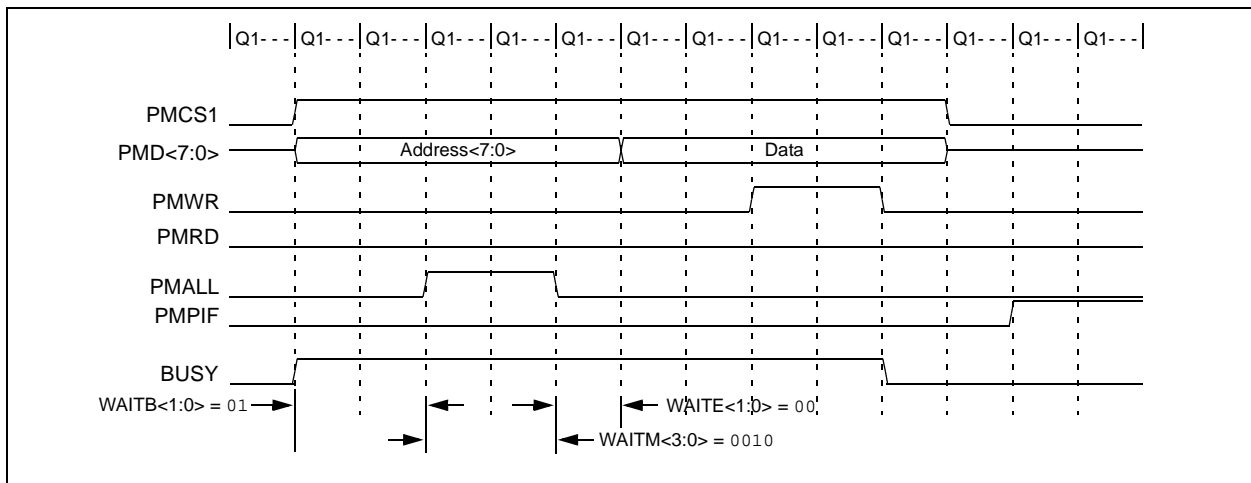 Q1- - - Q1- - - Q1- - - Q1- - - Q1- - - Q1- - - Q1- - - Q1- - - Q1- - - Q1- - - Q1- - - Q1- - - Q1- - - Q1- - -
PMCS1
PMD<7:0> Address<7:0> Data
PMWR
PMRD
PMALL
PMPIF
BUSY
WAITB<1:0> = 01 WAITE<1:0> = 00
WAITM<3:0> = 0010